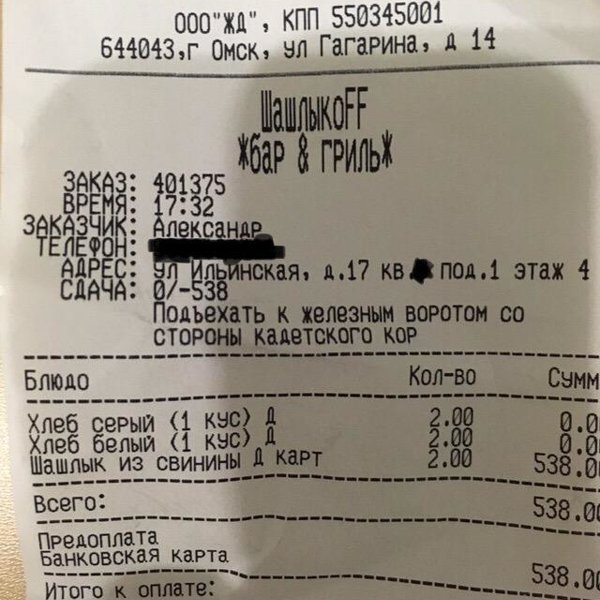 ООО"ЖД", КПП 550345001
644043,г Омск, ул Гагарина, д 14
ШашлыкоFF
*бар & гриль*
ЗАКАЗ: 401375
ВРЕМЯ: 17:32
ЗАКАЗЧИК: Александр
ТЕЛЕФОН:
АДРЕС: ул Ильинская, д.17 кв под.1 этаж 4
СДАЧА: 0/-538
Подъехать к железным воротом со
стороны кадетского кор
Блюдо Кол-во Сумм
Хлеб серый (1 кус) Д 2.00 0.0
Хлеб белый (1 кус) Д 2.00 0.0
Шашлык из свинины Д карт 2.00 538.0
Всего: 538.00
Предоплата
Банковская карта 538.00
Итого к оплате: